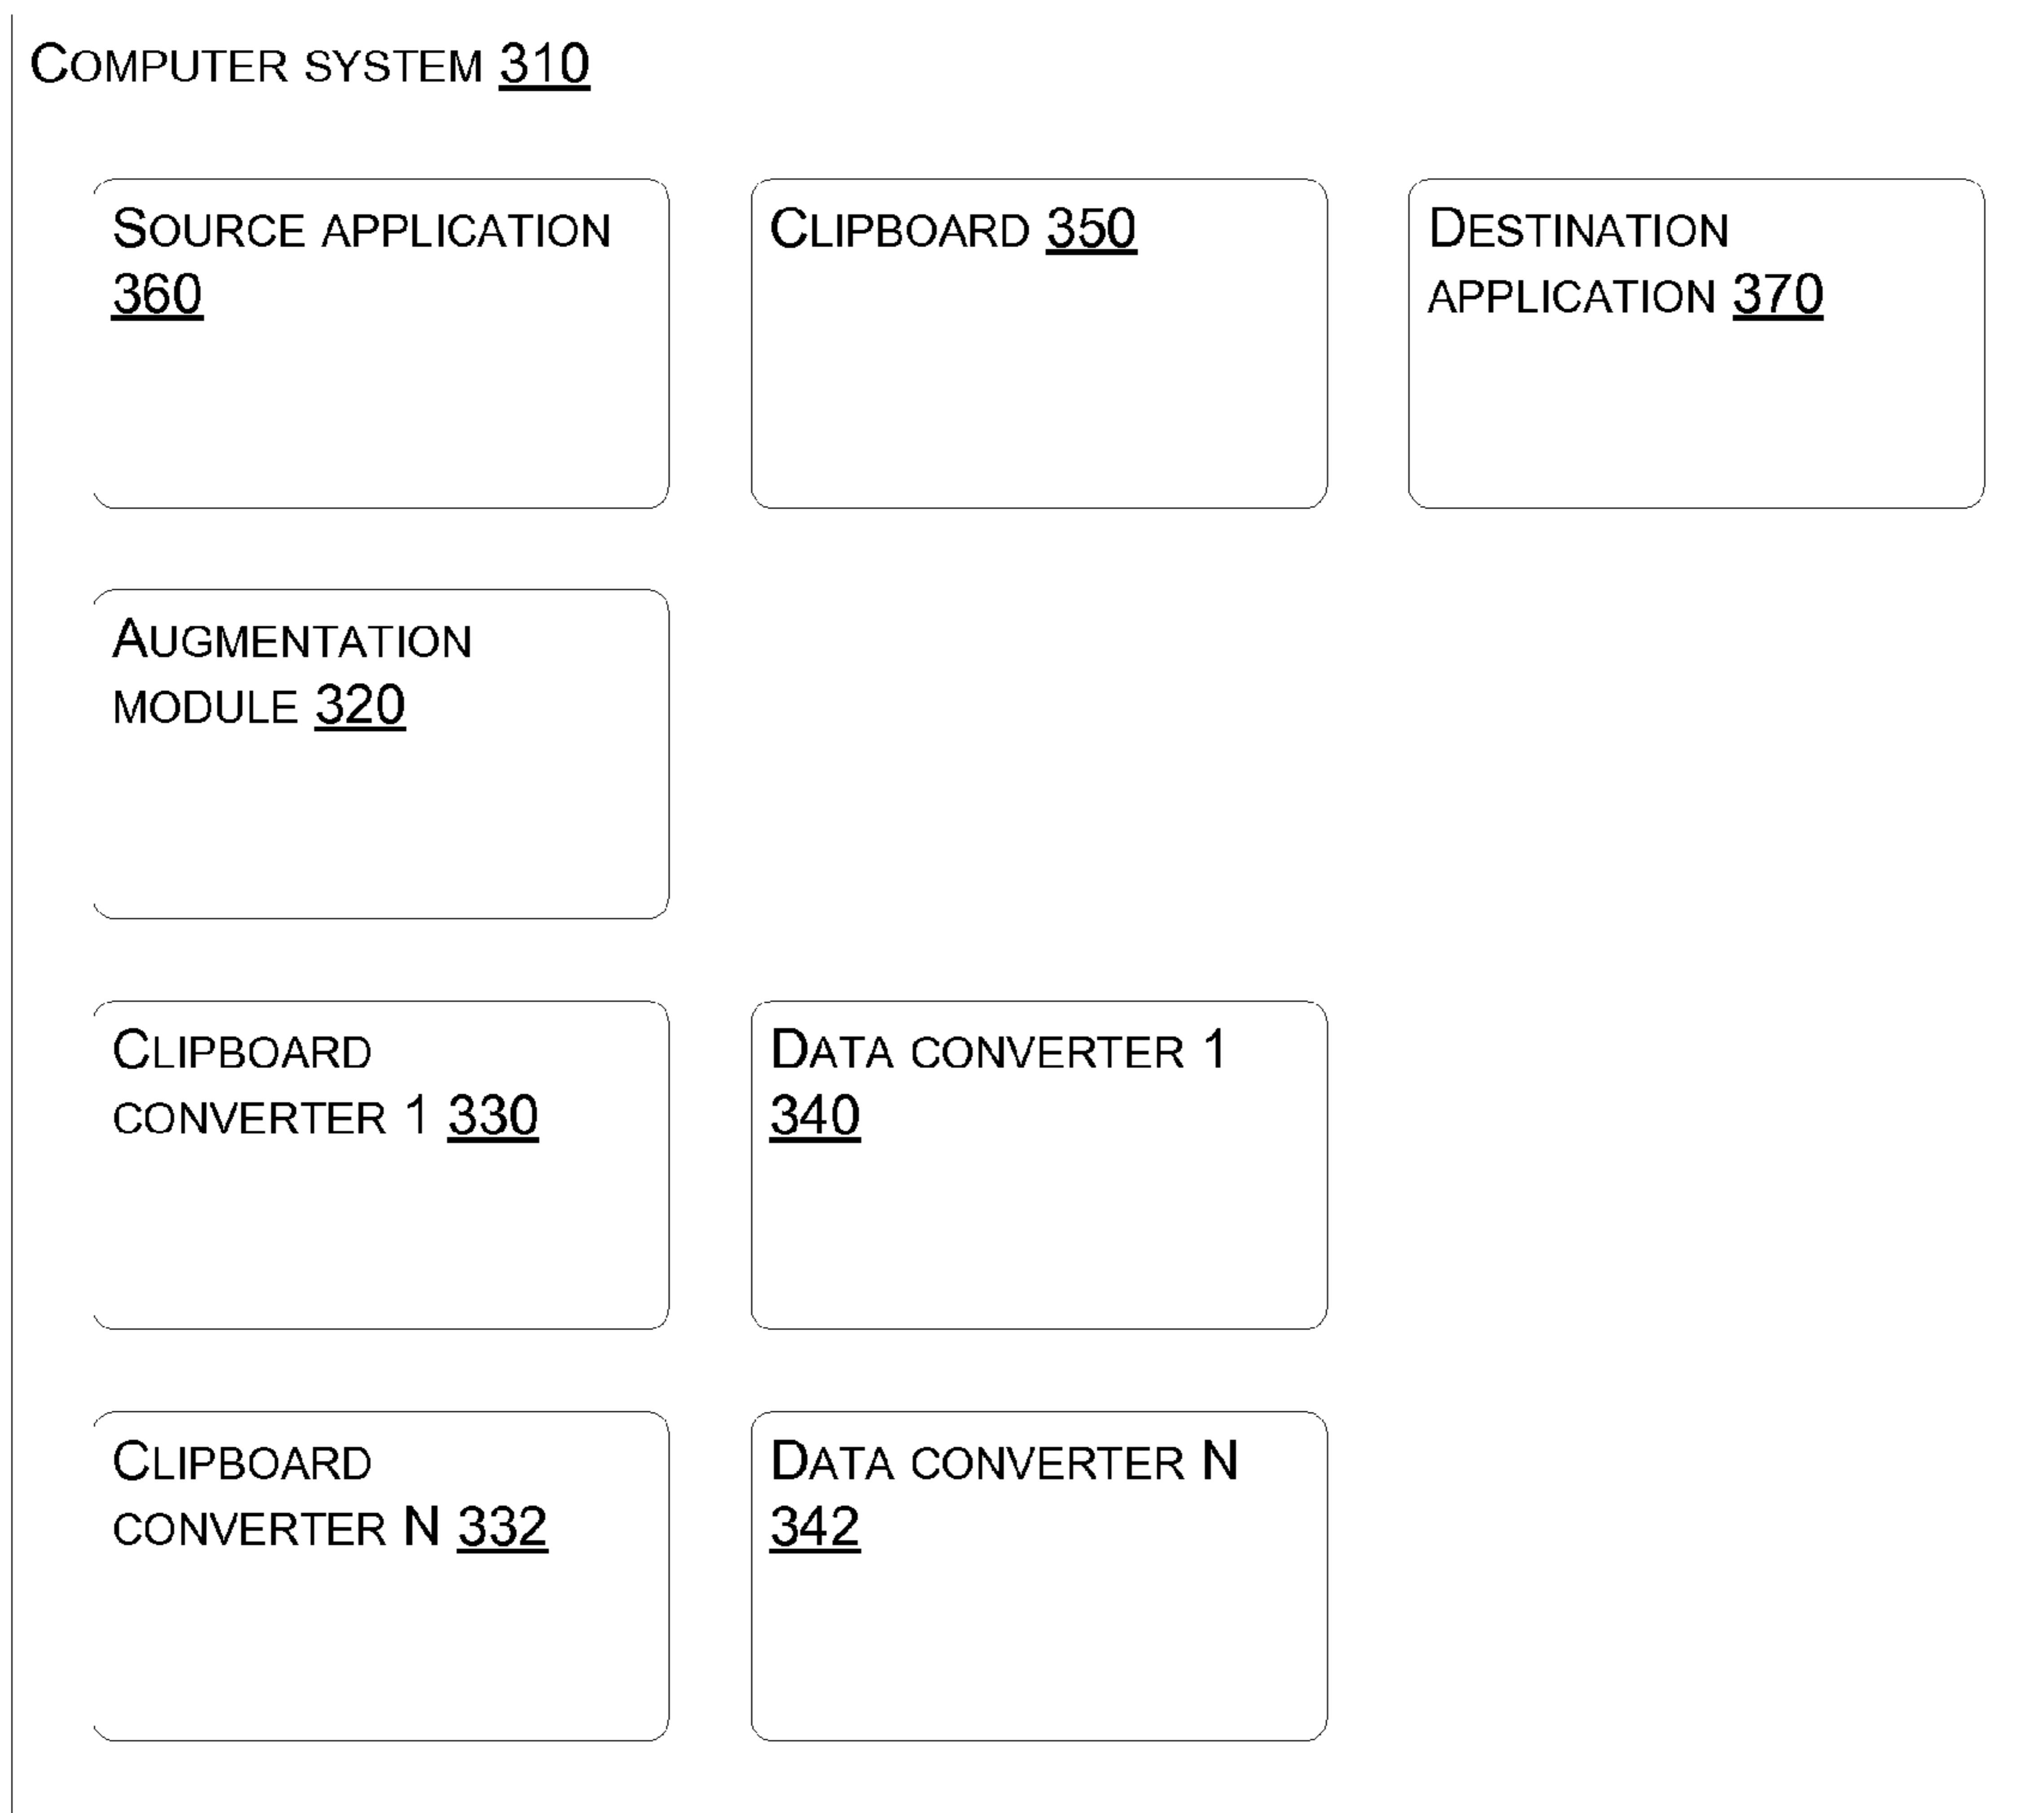 COMPUTER SYSTEM 310
SOURCE APPLICATION
360
CLIPBOARD 350
DESTINATION
APPLICATION 370
AUGMENTATION
MODULE 320
CLIPBOARD
CONVERTER 1 330
DATA CONVERTER 1
340
CLIPBOARD
CONVERTER N 332
DATA CONVERTER N
342